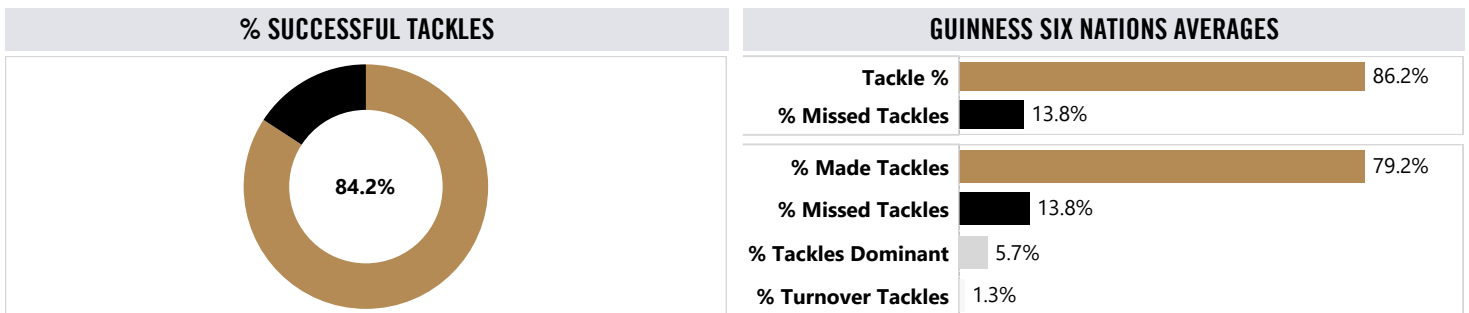 % SUCCESSFUL TACKLES
84.2%
GUINNESS SIX NATIONS AVERAGES
Tackle % 86.2%
% Missed Tackles 13.8%
% Made Tackles 79.2%
% Missed Tackles 13.8%
% Tackles Dominant 5.7%
% Turnover Tackles 1.3%